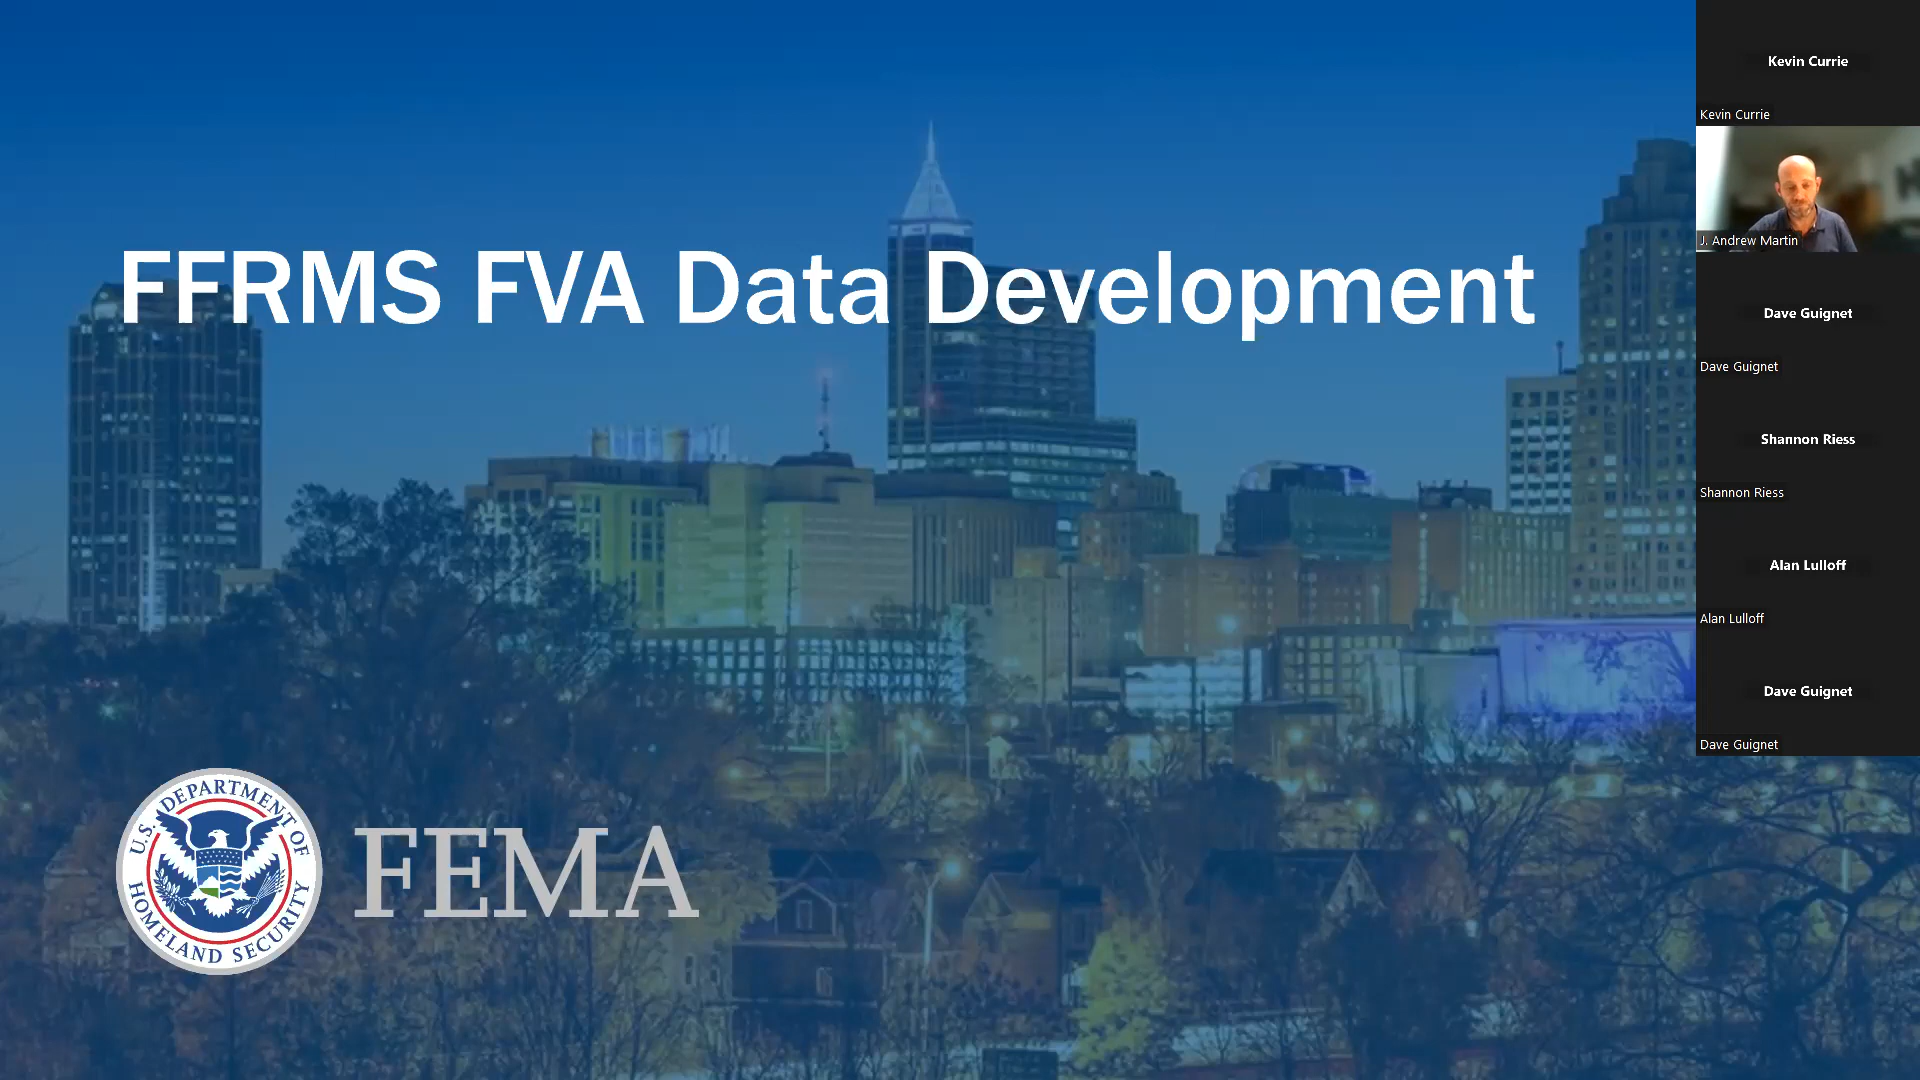 FFRMS FVA Data Development
U.S. DEPARTMENT OF
HOMELAND SECURITY
FEMA
Kevin Currie
Kevin Currie
J. Andrew Martin
Dave Guignet
Dave Guignet
Shannon Riess
Shannon Riess
Alan Lulloff
Alan Lulloff
Dave Guignet
Dave Guignet